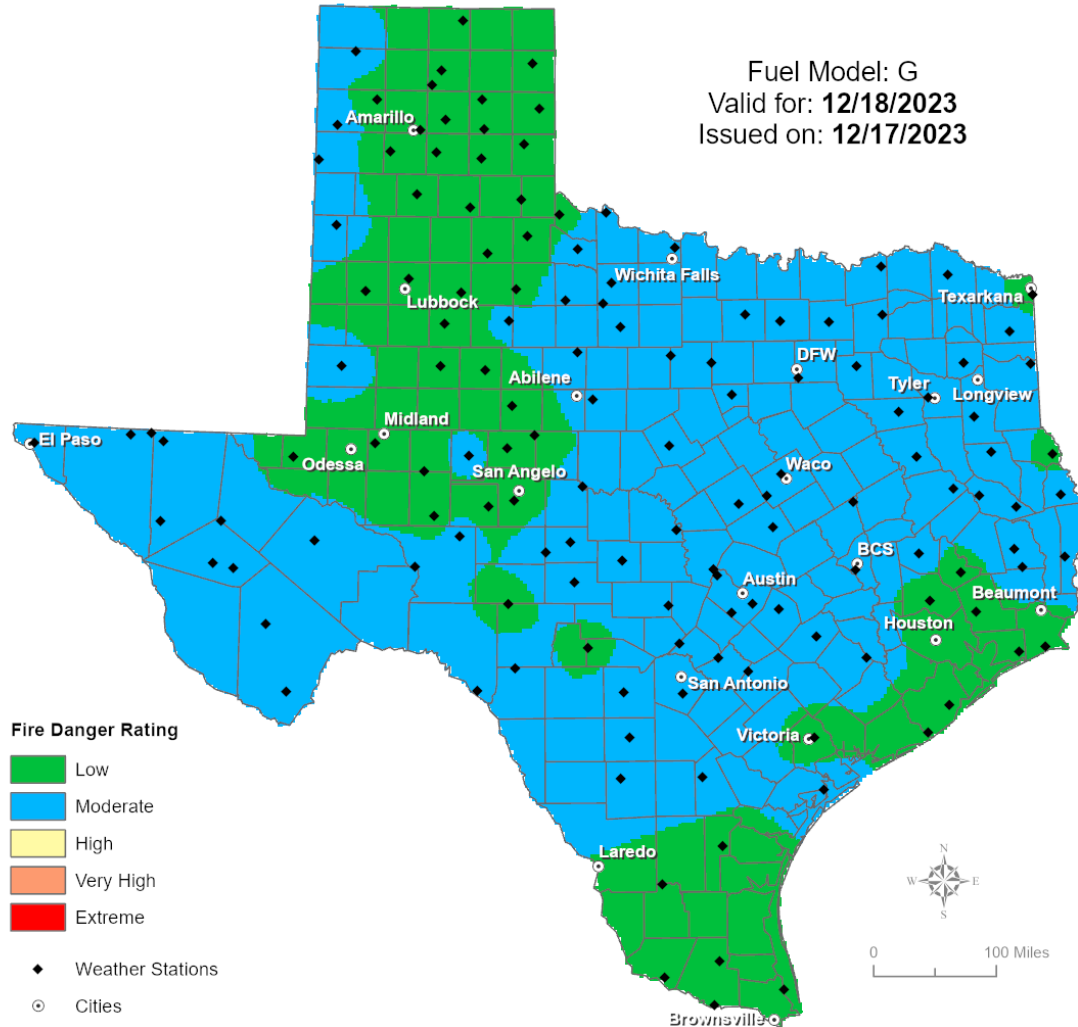 Fuel Model: G
Valid for: 12/18/2023
Issued on: 12/17/2023
Amarillo
Wichita Falls
Lubbock
Texarkana
DFW
Abilene
Tyler
Longview
Midland
El Paso
Odessa
San Angelo
Waco
BCS
Austin
Beaumont
Houston
San Antonio
Victoria
Laredo
Brownsville
Fire Danger Rating
Low
Moderate
High
Very High
Extreme
Weather Stations
Cities
N
W E
S
0 100 Miles